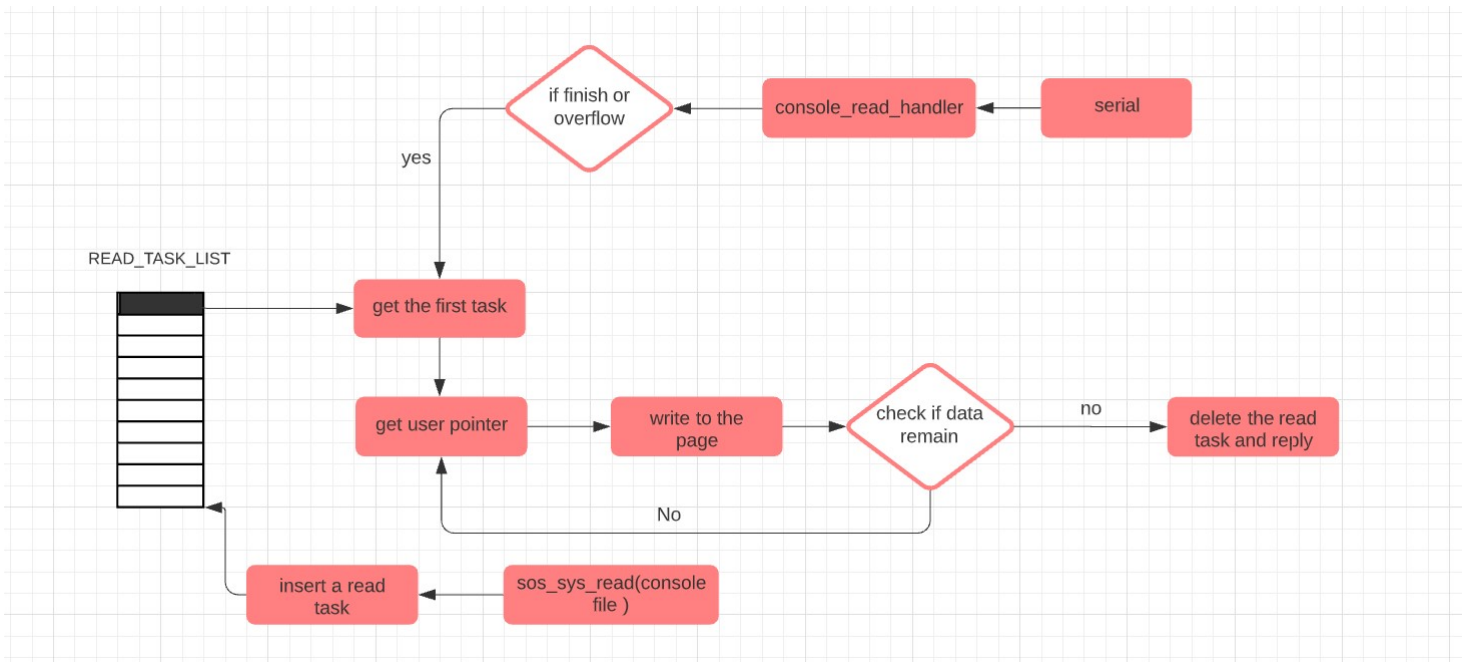 if finish or
overflow
console_read_handler
serial
yes
READ_TASK_LIST
get the first task
get user pointer
write to the
page
check if data
remain
no
delete the read
task and reply
No
insert a read
task
sos_sys_read(console
file )